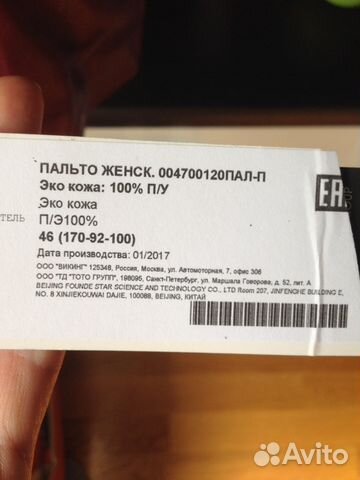 ПАЛЬТО ЖЕНСК. 004700120ПАЛ-П
Эко кожа: 100% П/У
Эко кожа
ТЕЛЬ
П/Э100%
46 (170-92-100)
Дата производства: 01/2017
ООО "ВИКИНГ" 125348, Россия, Москва, ул. Автомоторная, 7, офис 306
ООО "ТД "ТОТО ГРУПП", 198095, Санкт-Петербург, ул. Маршала Говорова, д. 52, лит. А
BEIJING FOUNDE STAR SCIENCE AND TECHNOLOGY CO., LTD Room 207, JINFENGHE BUILDING E,
NO. 8 XINJIEKOUWAI DAJIE, 100088, BEIJING, КИТАЙ
EAC
Avito